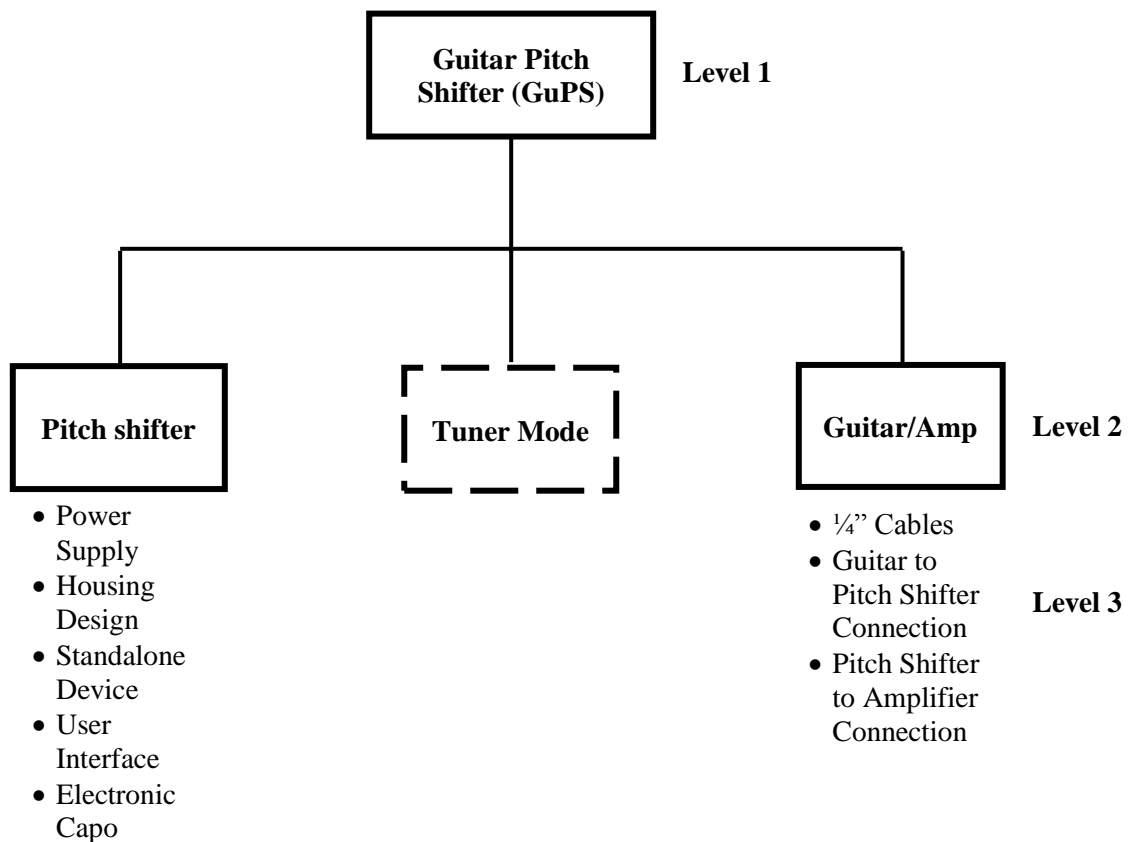 Guitar Pitch
Shifter (GuPS)
Level 1
Pitch shifter
Tuner Mode
Guitar/Amp
Level 2
• Power
Supply
• Housing
Design
• Standalone
Device
• User
Interface
• Electronic
Capo
• ¼” Cables
• Guitar to
Pitch Shifter
Connection
• Pitch Shifter
to Amplifier
Connection
Level 3